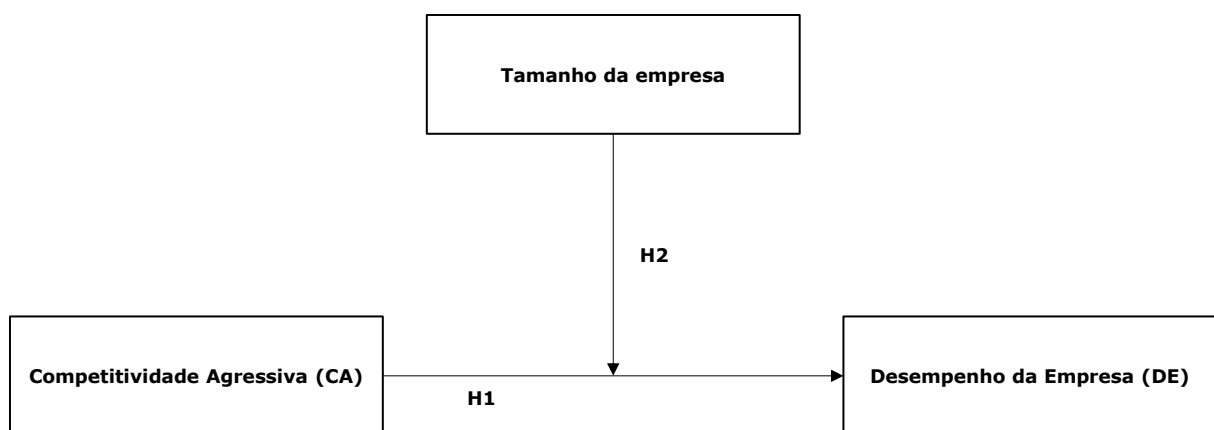 Tamanho da empresa
H2
Competitividade Agressiva (CA)
H1
Desempenho da Empresa (DE)